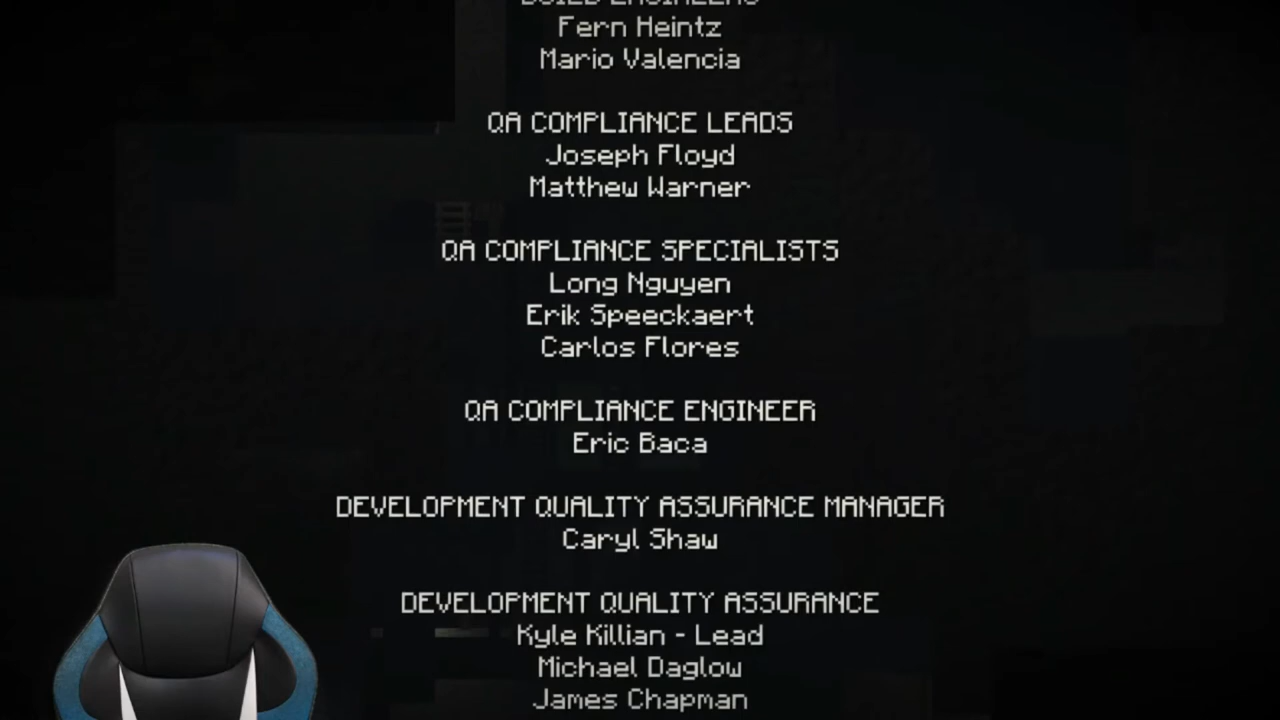 BUILD ENGINEERS
Fern Heintz
Mario Valencia
QA COMPLIANCE LEADS
Joseph Floyd
Matthew Warner
QA COMPLIANCE SPECIALISTS
Long Nguyen
Erik Speeckaert
Carlos Flores
QA COMPLIANCE ENGINEER
Eric Baca
DEVELOPMENT QUALITY ASSURANCE MANAGER
Caryl Shaw
DEVELOPMENT QUALITY ASSURANCE
Kyle Killian - Lead
Michael Daglow
James Chapman